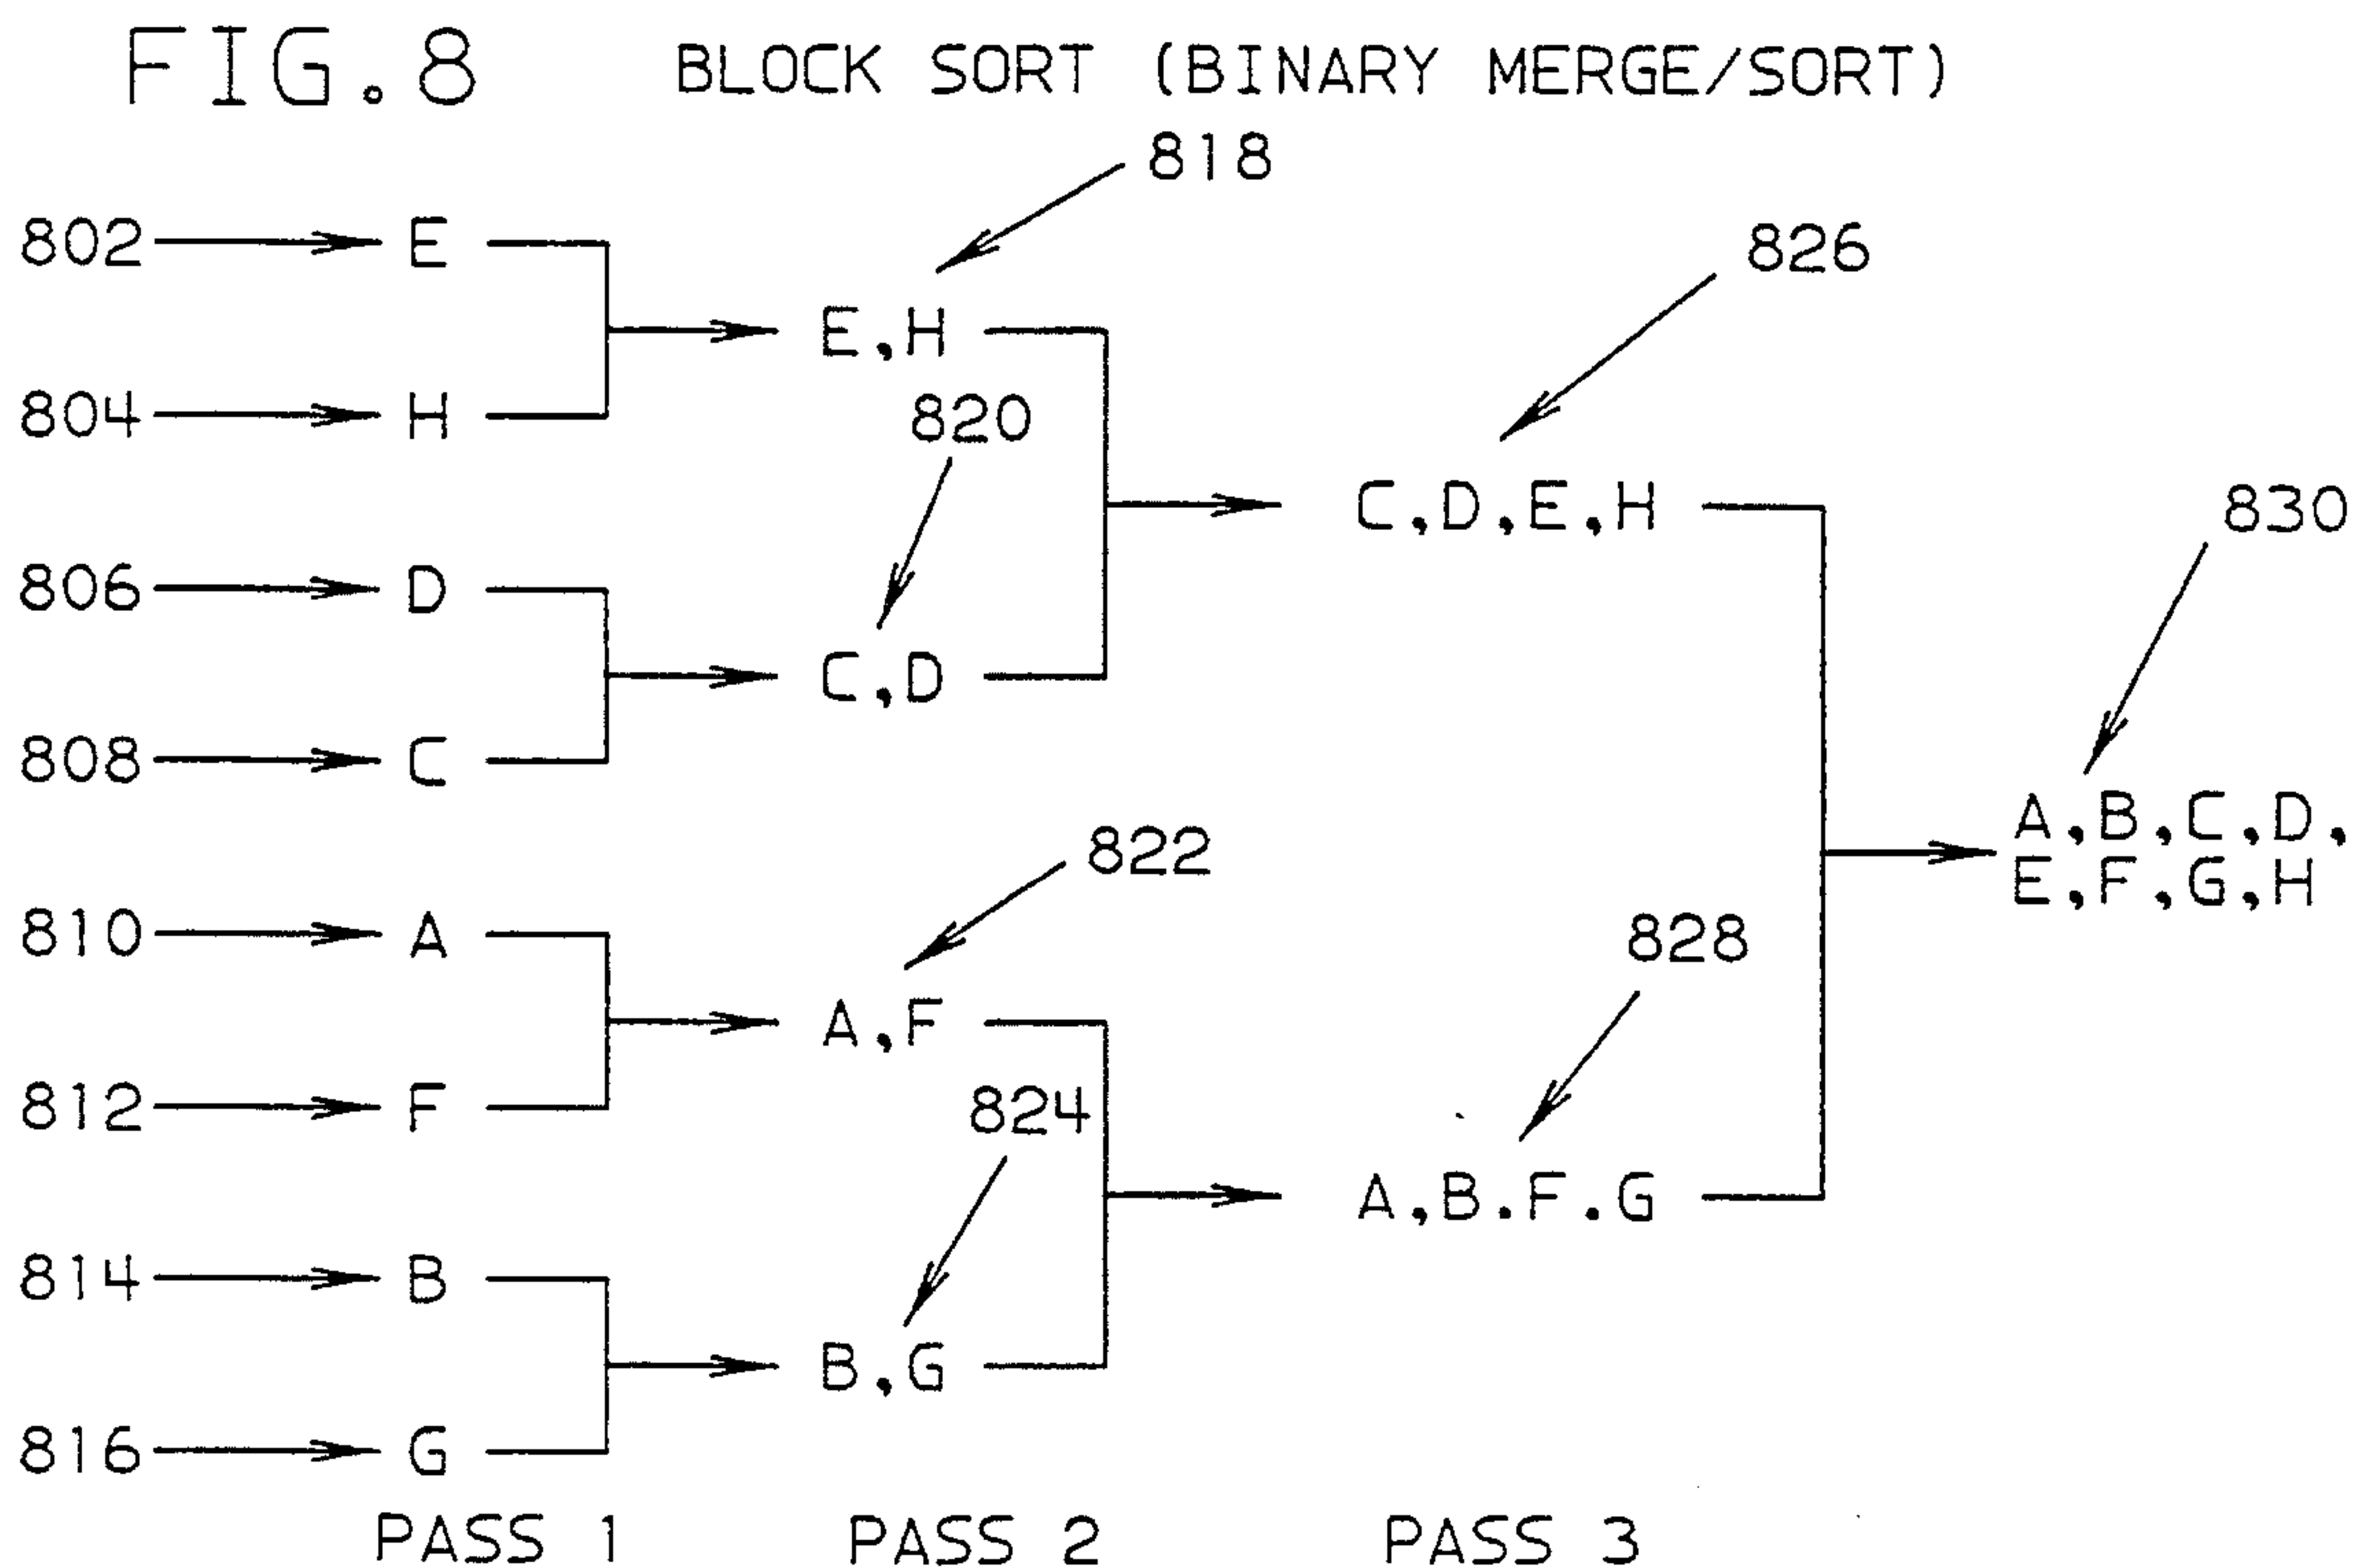 FIG.8 BLOCK SORT (BINARY MERGE/SORT)
818
802 E
826
E,H
804 H
820
C,D,E,H
830
806 D
C,D
808 C
A,B,C,D,
E,F,G,H
822
810 A
828
A,F
812 F
824
A,B.F.G
814 B
B,G
816 G
PASS 1 PASS 2 PASS 3